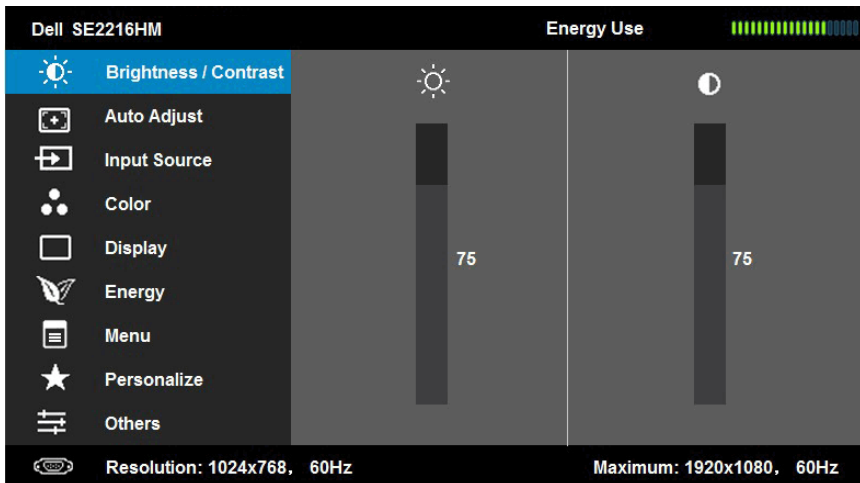 Dell SE2216HM
Energy Use
Brightness / Contrast
Auto Adjust
Input Source
Color
Display
Energy
Menu
Personalize
Others
75
75
Resolution: 1024x768, 60Hz
Maximum: 1920x1080, 60Hz